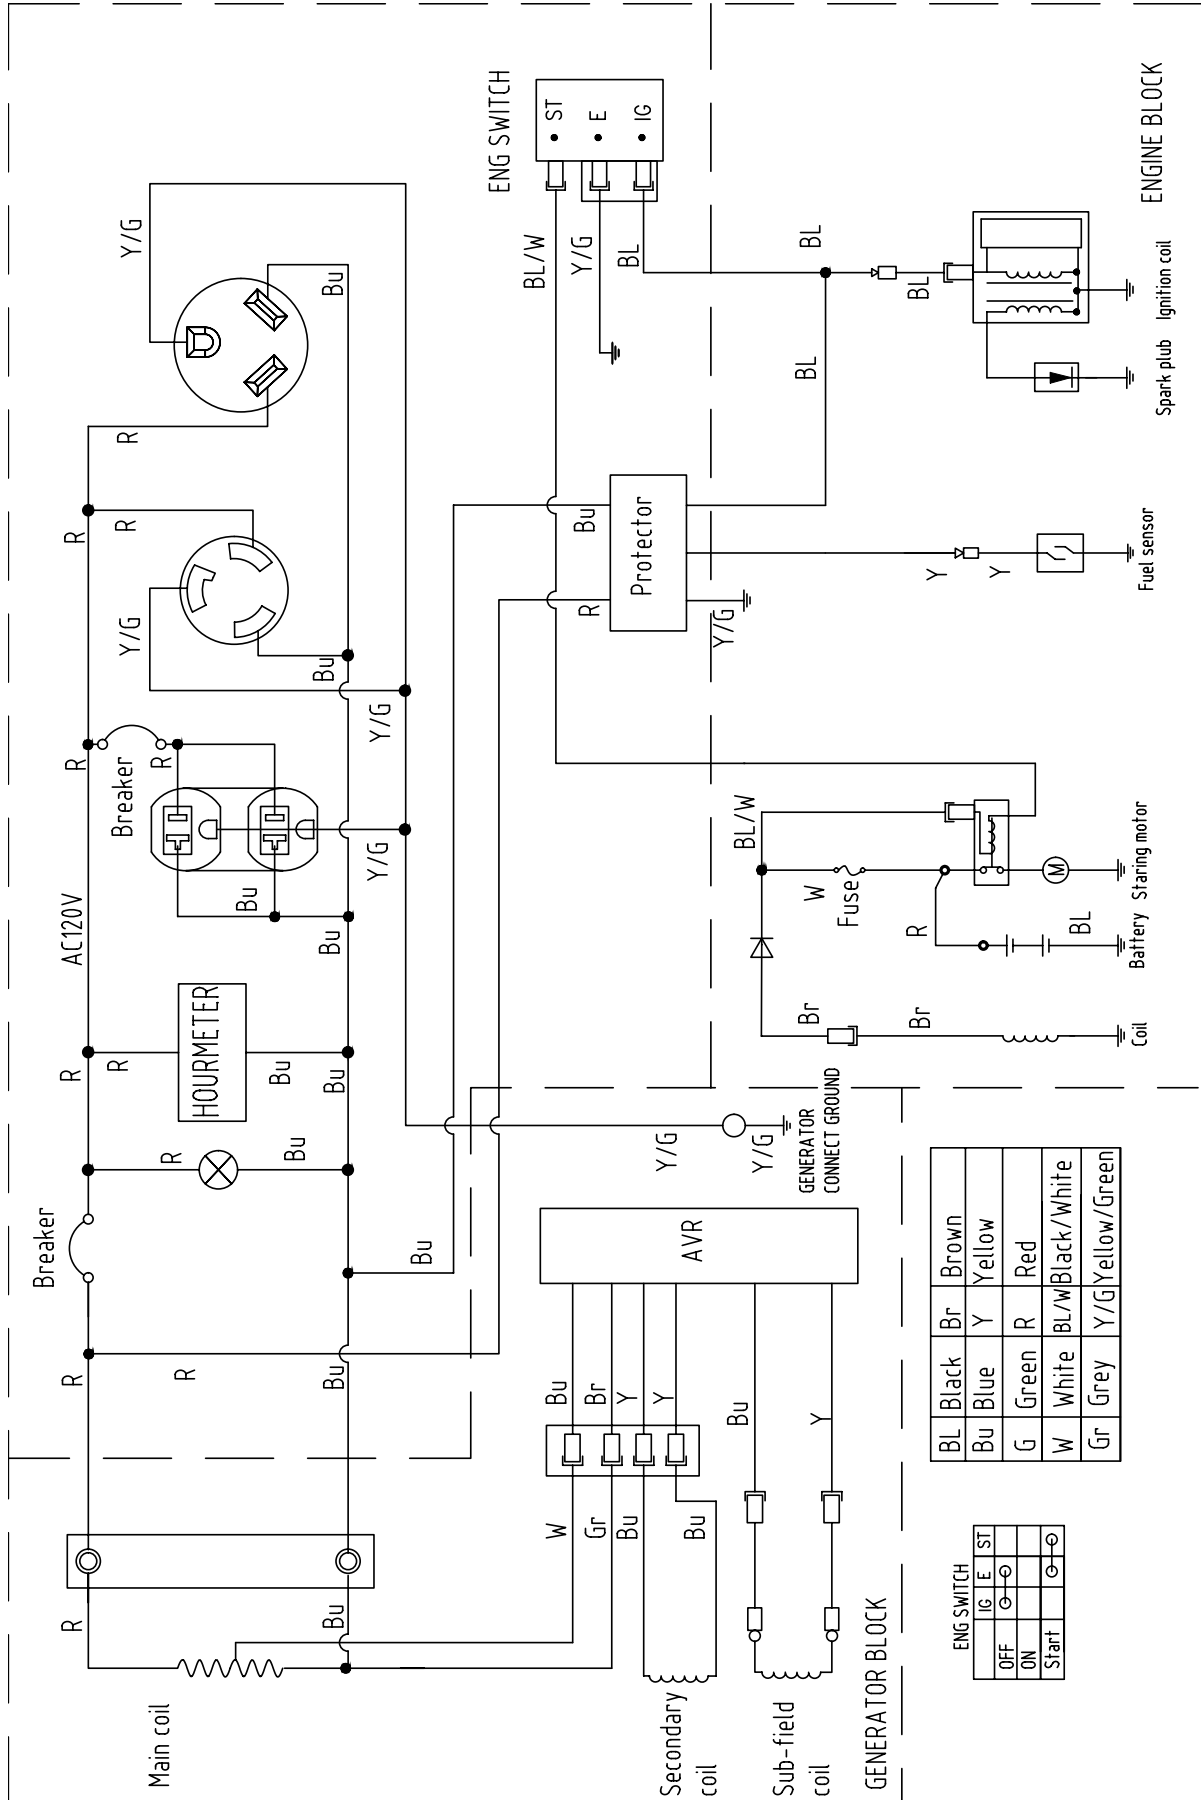 ENG SWITCH
ST
E
IG
ENGINE BLOCK
Y/G
Bu
R
BL/W
Y/G
BL
BL
BL
BL
Ignition coil
Spark plub
R
R
Y/G
Bu
Bu
R
Protector
Y/G
Y
Y
Fuel sensor
R
Breaker
R
Y/G
Y/G
Bu
Bu
AC120V
BL/W
W
Fuse
R
BL
Staring motor
M
Battery
Br
Br
Coil
R
R
HOURMETER
Bu
Bu
R
Bu
Breaker
Bu
Y/G
Y/G
GENERATOR
CONNECT GROUND
AVR
R
R
Bu
Bu
Br
Y
Y
Bu
Y
W
Gr
Bu
Bu
R
Bu
Main coil
Secondary
coil
Sub-field
coil
GENERATOR BLOCK
BL Black Br Brown
Bu Blue Y Yellow
G Green R Red
W White BL/W Black/White
Gr Grey Y/G Yellow/Green
ENG SWITCH
IG E ST
OFF
ON
Start